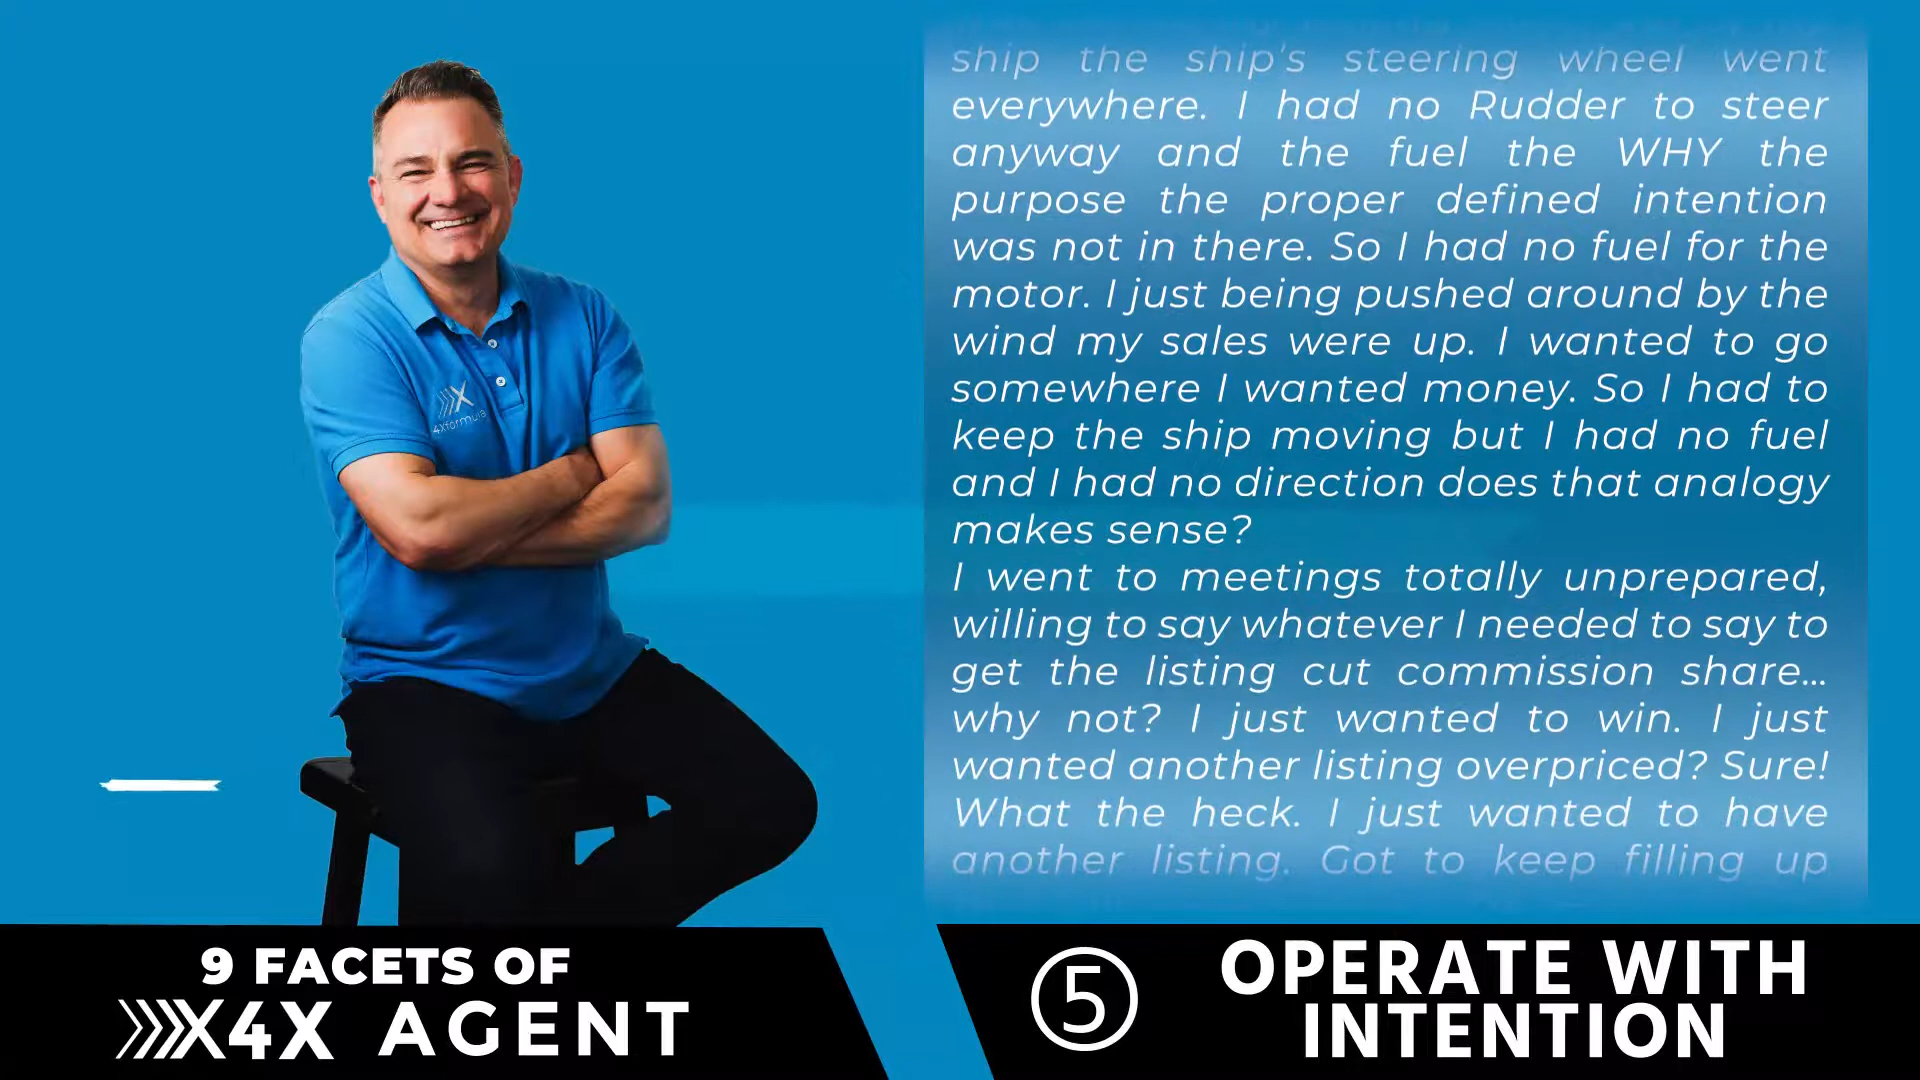 ship the ship's steering wheel went
everywhere. I had no Rudder to steer
anyway and the fuel the WHY the
purpose the proper defined intention
was not in there. So I had no fuel for the
motor. I just being pushed around by the
wind my sales were up. I wanted to go
somewhere I wanted money. So I had to
keep the ship moving but I had no fuel
and I had no direction does that analogy
makes sense?
I went to meetings totally unprepared,
willing to say whatever I needed to say to
get the listing cut commission share...
why not? I just wanted to win. I just
wanted another listing overpriced? Sure!
What the heck. I just wanted to have
another listing. Got to keep filling up
X
4xformula
9 FACETS OF
X4X AGENT
5
OPERATE WITH
INTENTION